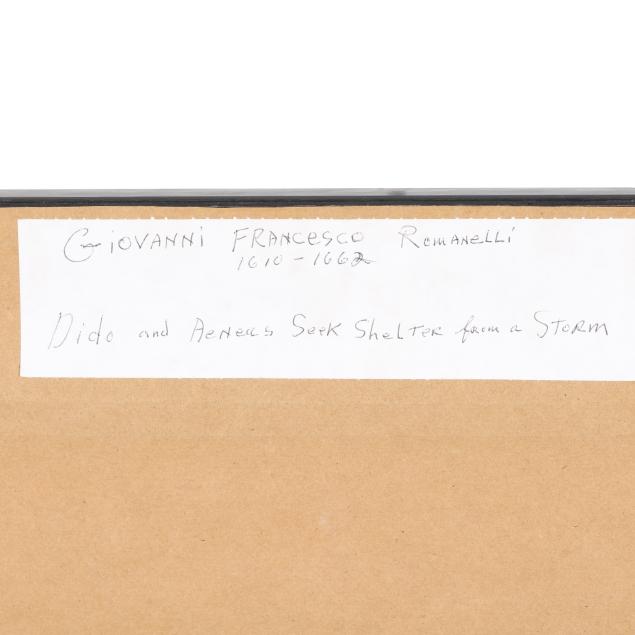 Giovanni Francesco Romanelli
1610-1662
Dido and Aeneas Seek Shelter from a Storm